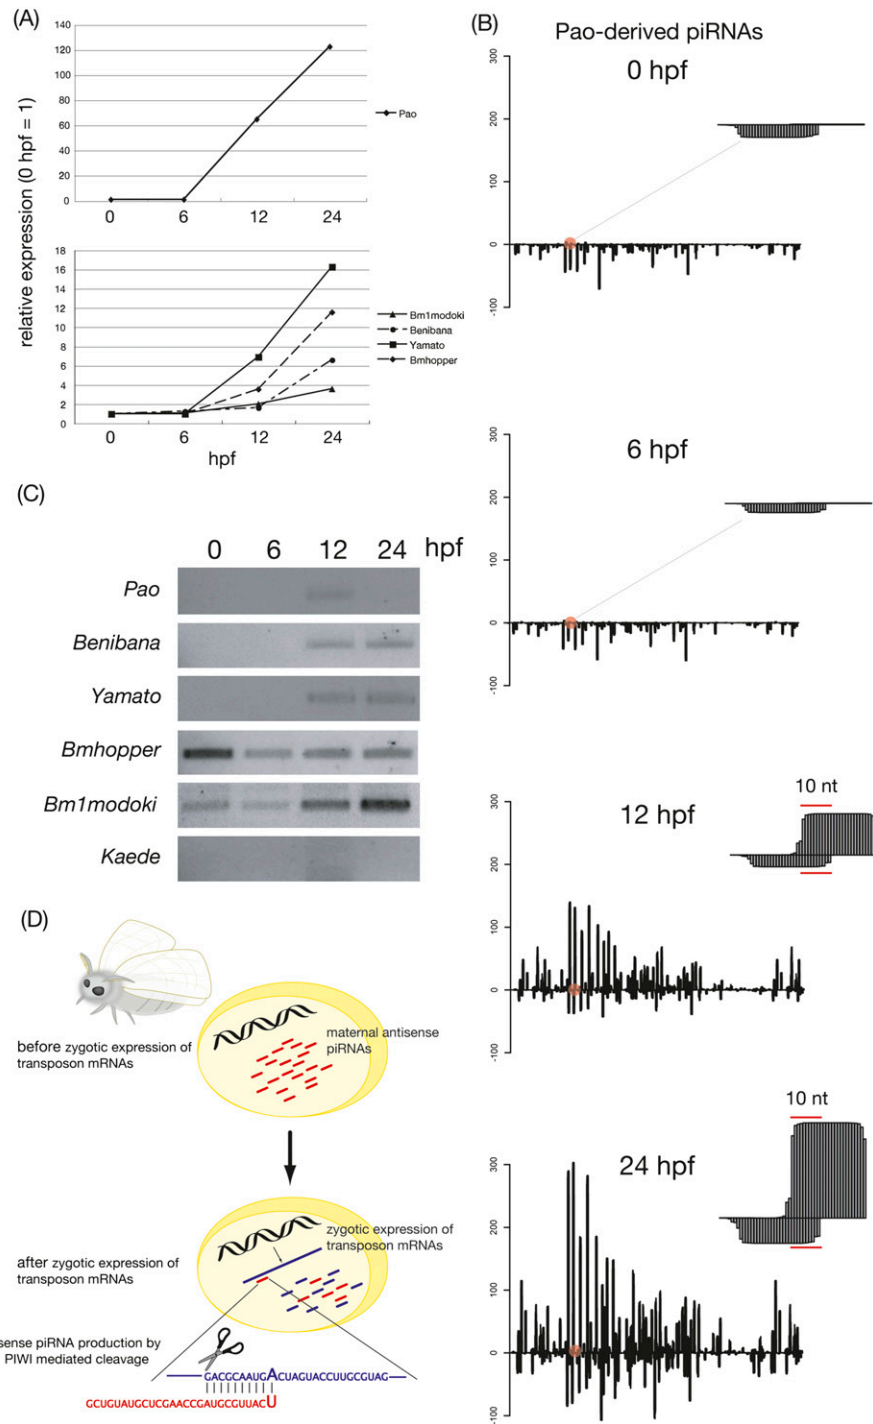 (A)
140
120
100
80
60
40
20
0
0 6 12 24
Pao
relative expression (0 hpf = 1)
18
16
14
12
10
8
6
4
2
0
0 6 12 24
hpf
Bm1modoki
Benibana
Yamato
Bmhopper
(B)
Pao-derived piRNAs
0 hpf
300
200
100
0
-100
6 hpf
300
200
100
0
-100
12 hpf
10 nt
300
200
100
0
-100
24 hpf
10 nt
300
200
100
0
-100
(C)
0 6 12 24 hpf
Pao
Benibana
Yamato
Bmhopper
Bm1modoki
Kaede
(D)
before zygotic expression of
transposon mRNAs
maternal antisense
piRNAs
after zygotic expression of
transposon mRNAs
zygotic expression of
transposon mRNAs
sense piRNA production by
PIWI mediated cleavage
GACGCAAUGACUAGUACCUUGCGUAG
GCUGUAUGCUCGAACCGAUGCGUUACU